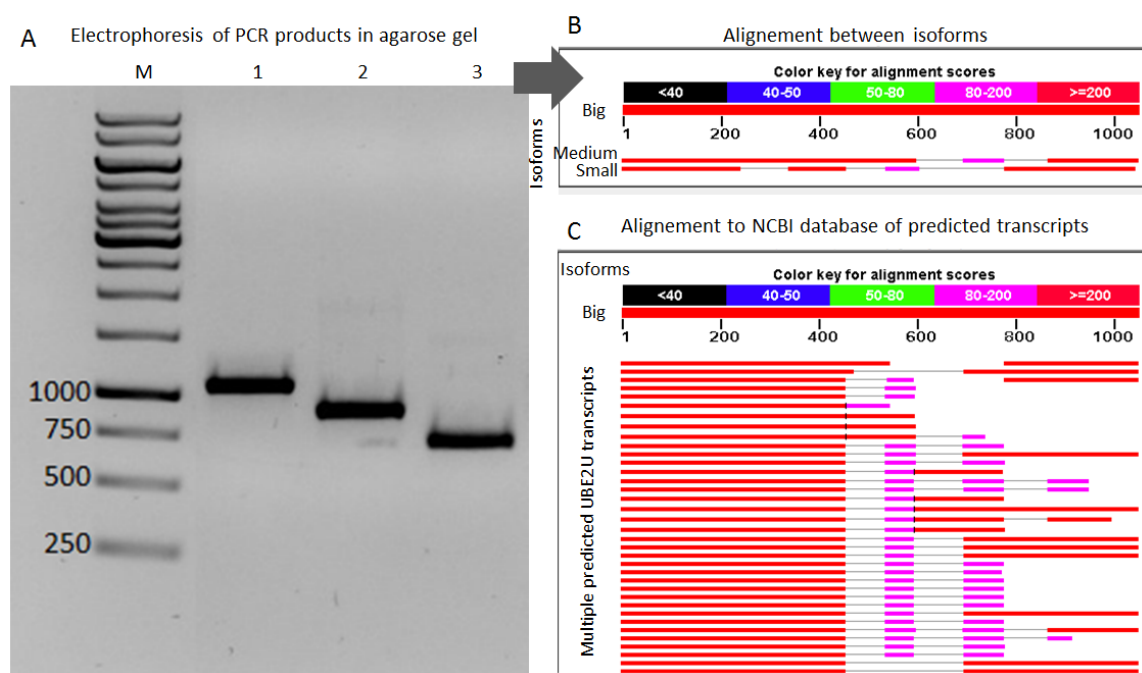 A
Electrophoresis of PCR products in agarose gel
M 1 2 3
1000
750
500
250
B
Alignement between isoforms
Color key for alignment scores
<40 40-50 50-80 80-200 >=200
Big
1 200 400 600 800 1000
Isoforms
Medium
Small
C
Alignement to NCBI database of predicted transcripts
Isoforms
Color key for alignment scores
<40 40-50 50-80 80-200 >=200
Big
1 200 400 600 800 1000
Multiple predicted UBE2U transcripts